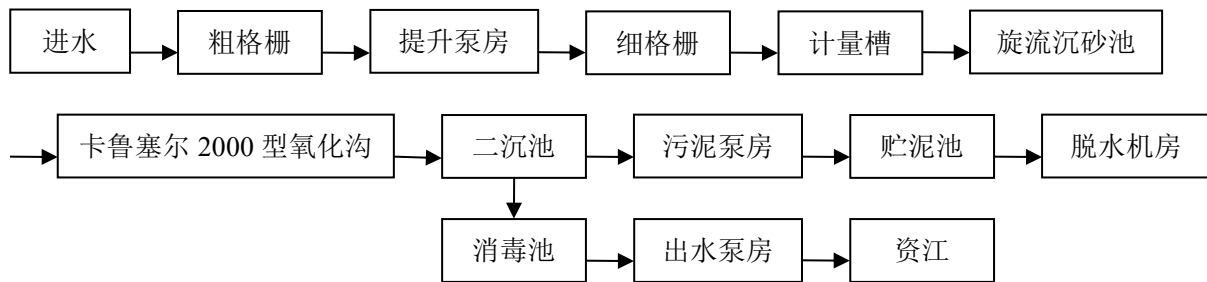 进水 粗格栅 提升泵房 细格栅 计量槽 旋流沉砂池
卡鲁塞尔 2000 型氧化沟 二沉池 污泥泵房 贮泥池 脱水机房
消毒池 出水泵房 资江